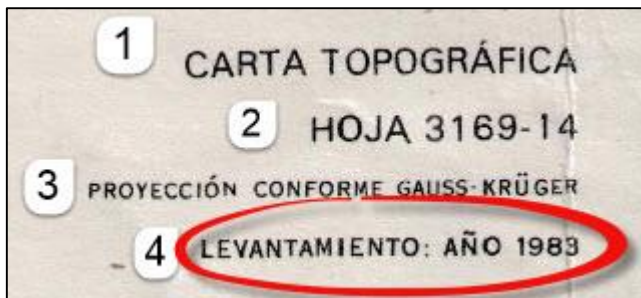 1 CARTA TOPOGRÁFICA
2 HOJA 3169-14
3 PROYECCIÓN CONFORME GAUSS-KRÜGER
4 LEVANTAMIENTO: AÑO 1983